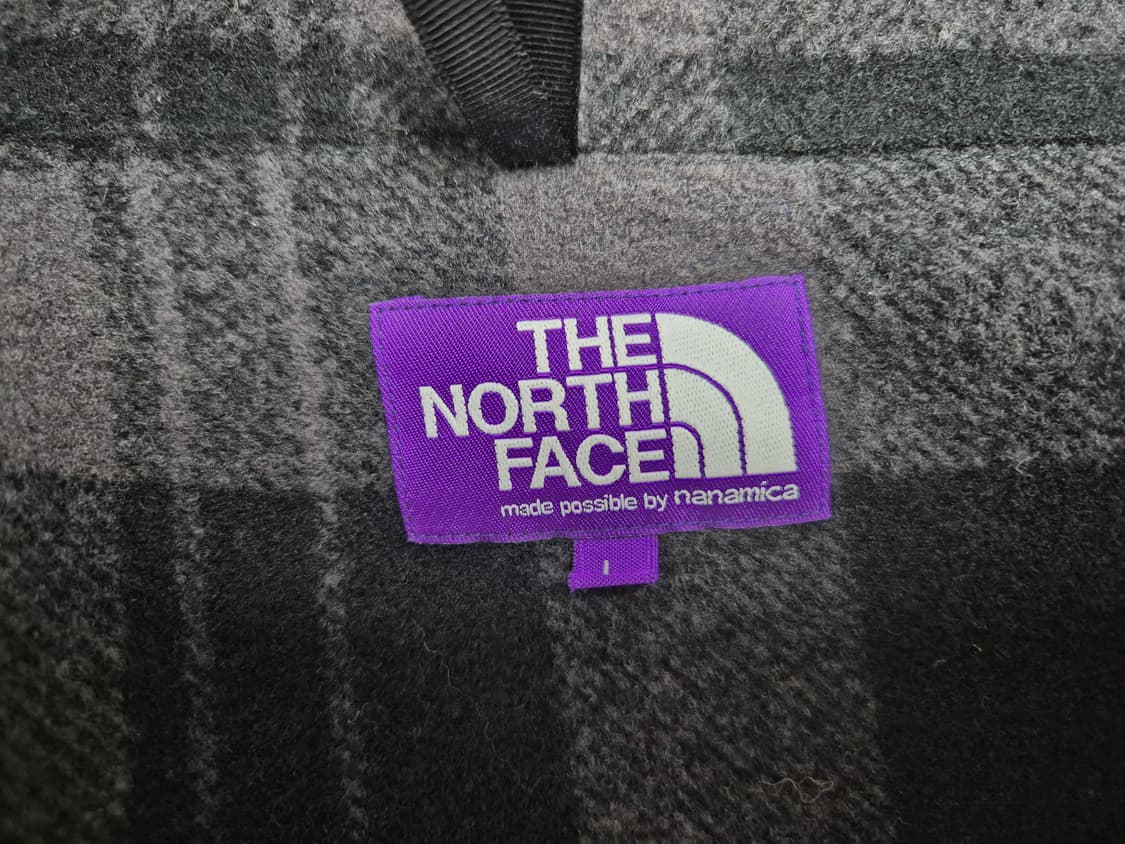 THE
NORTH
FACE
made possible by nanamica
I